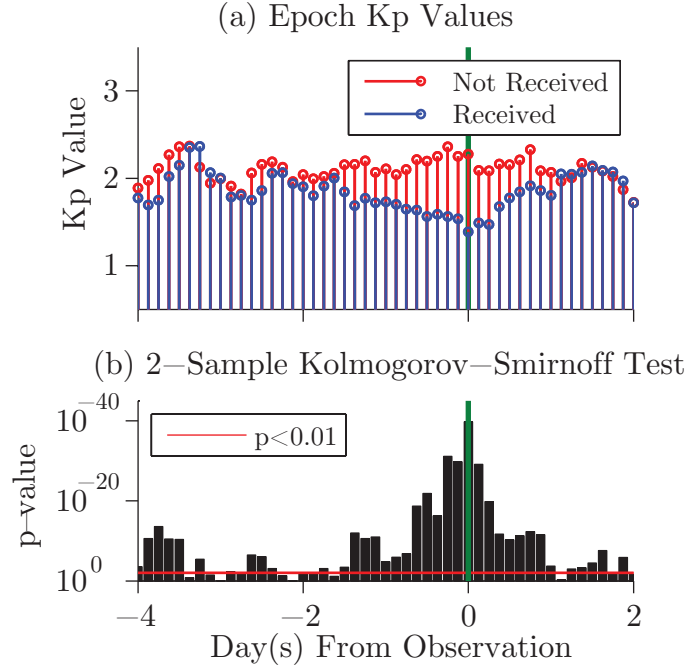 (a) Epoch Kp Values
Kp Value
3
2
1
Not Received
Received
(b) 2−Sample Kolmogorov−Smirnoff Test
p−value
10^−40
10^−20
10^0
p<0.01
−4
−2
0
2
Day(s) From Observation